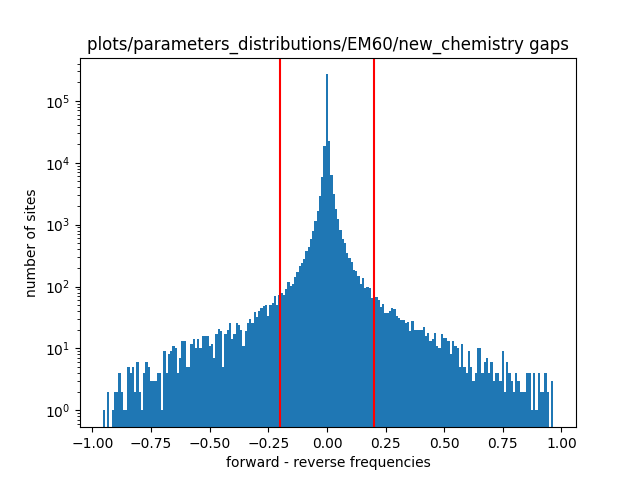 plots/parameters_distributions/EM60/new_chemistry gaps
number of sites
10^5
10^4
10^3
10^2
10^1
10^0
−1.00 −0.75 −0.50 −0.25 0.00 0.25 0.50 0.75 1.00
forward - reverse frequencies